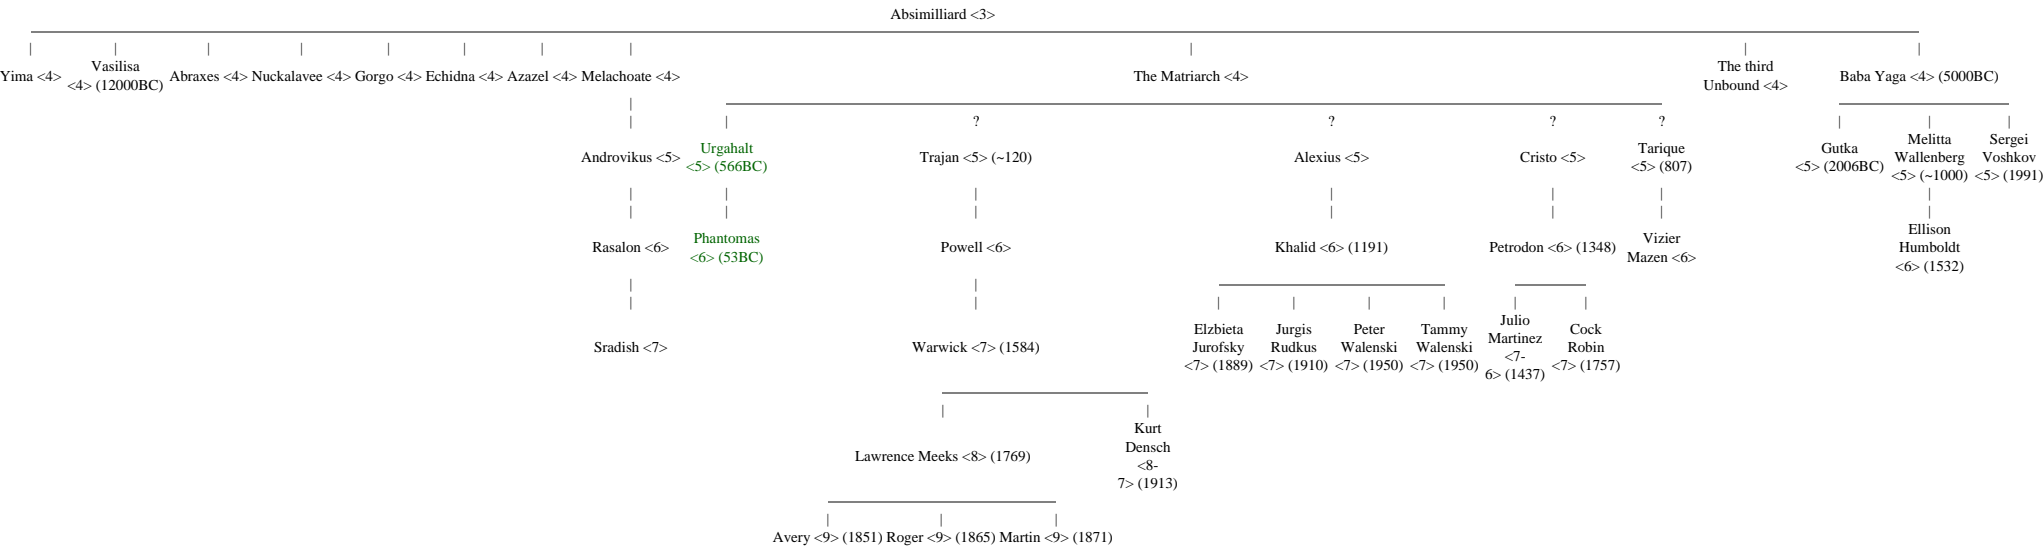 Absimilliard <3>
Yima <4>
Vasilisa
<4> (12000BC)
Abraxes <4>
Nuckalavee <4>
Gorgo <4>
Echidna <4>
Azazel <4>
Melachoate <4>
The Matriarch <4>
The third
Unbound <4>
Baba Yaga <4> (5000BC)
?
?
?
?
Androvikus <5>
Urgahalt
<5> (566BC)
Trajan <5> (~120)
Alexius <5>
Cristo <5>
Tarique
<5> (807)
Gutka
<5> (2006BC)
Melitta
Wallenberg
<5> (~1000)
Sergei
Voshkov
<5> (1991)
Rasalon <6>
Phantomas
<6> (53BC)
Powell <6>
Khalid <6> (1191)
Petrodon <6> (1348)
Vizier
Mazen <6>
Ellison
Humboldt
<6> (1532)
Sradish <7>
Warwick <7> (1584)
Elzbieta
Jurofsky
<7> (1889)
Jurgis
Rudkus
<7> (1910)
Peter
Walenski
<7> (1950)
Tammy
Walenski
<7> (1950)
Julio
Martinez
<7-
6> (1437)
Cock
Robin
<7> (1757)
Lawrence Meeks <8> (1769)
Kurt
Densch
<8-
7> (1913)
Avery <9> (1851)
Roger <9> (1865)
Martin <9> (1871)